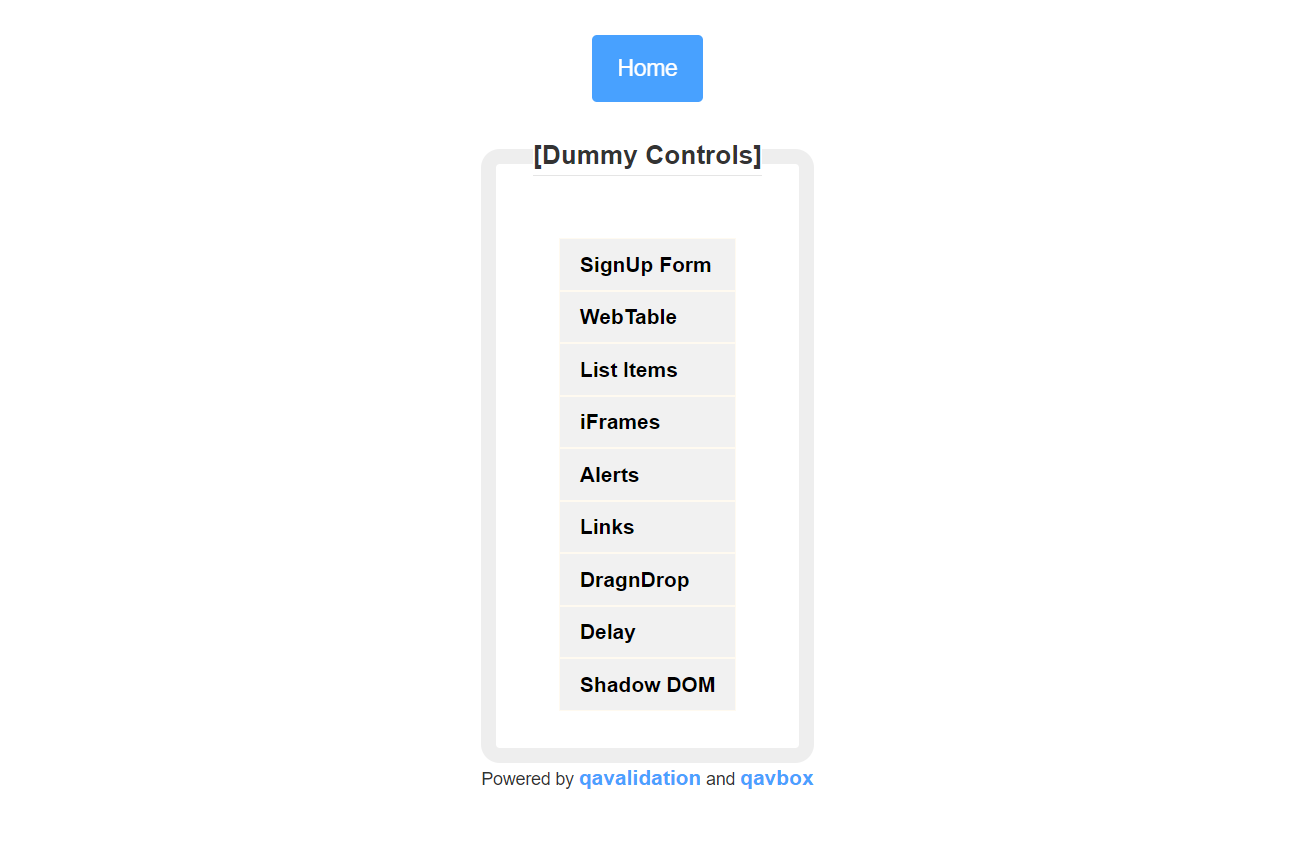 Home
[Dummy Controls]
SignUp Form
WebTable
List Items
iFrames
Alerts
Links
DragnDrop
Delay
Shadow DOM
Powered by qavalidation and qavbox